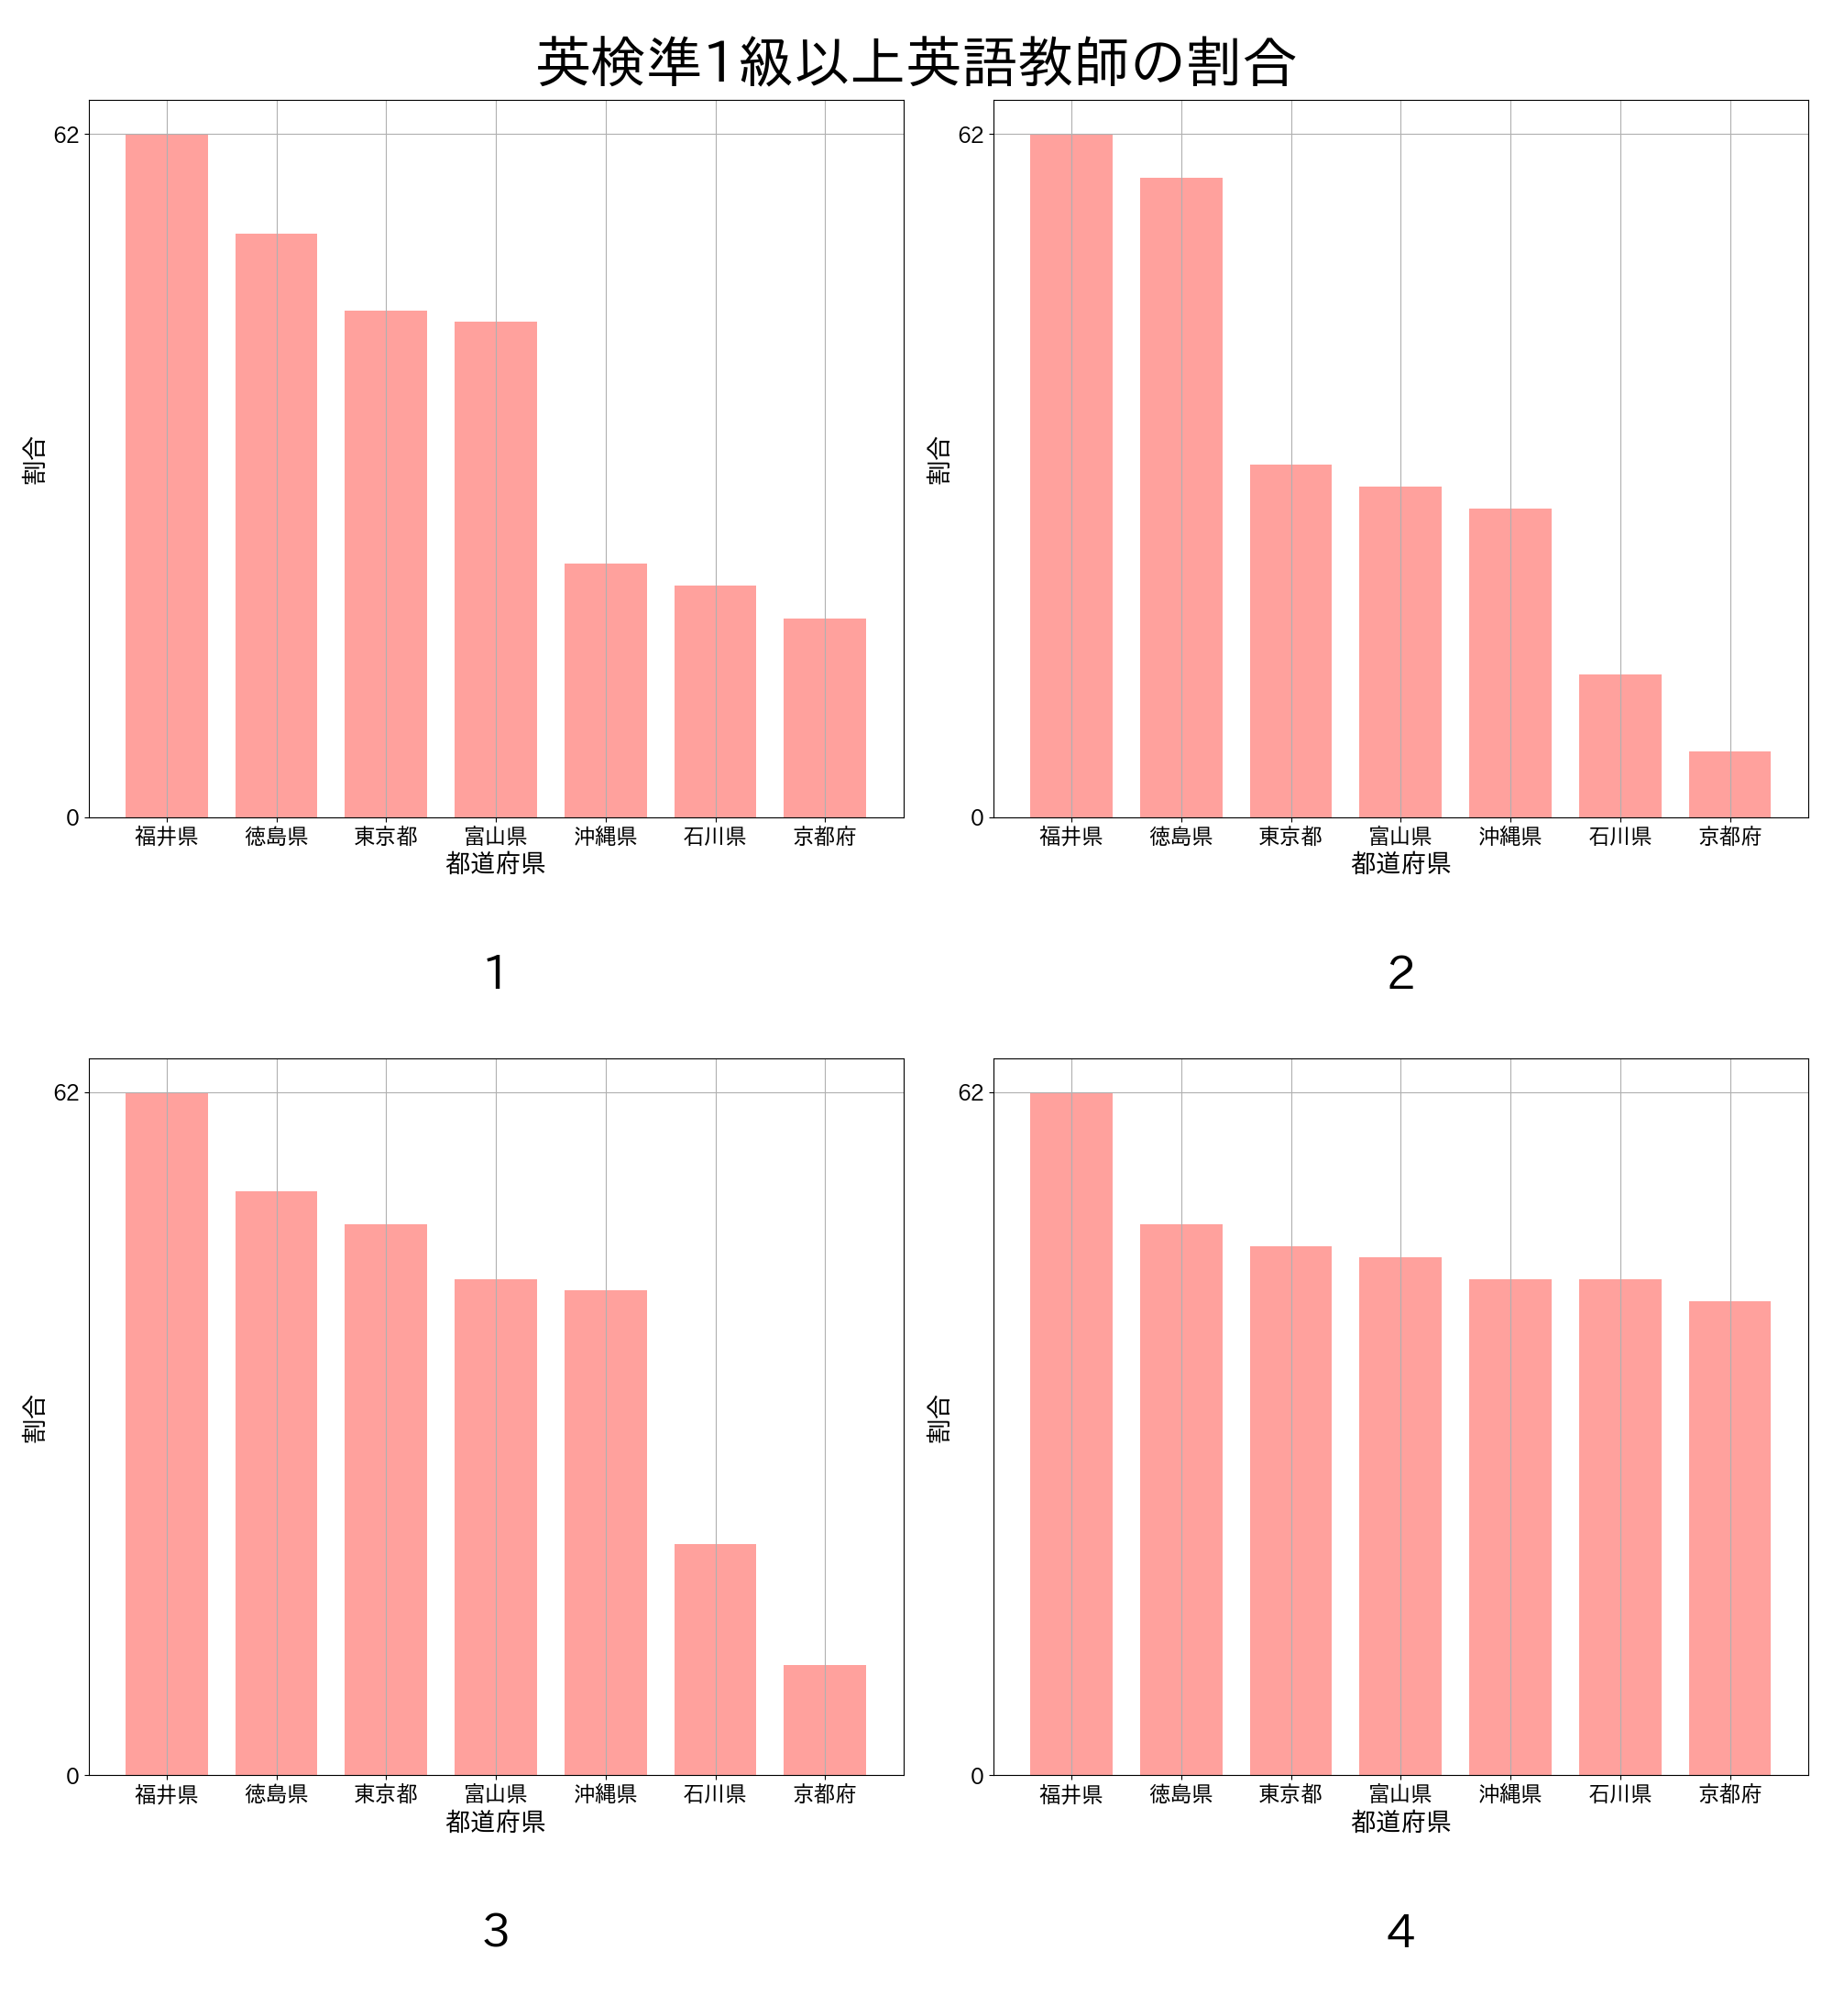 英検準1級以上英語教師の割合
62
0
割合
福井県 徳島県 東京都 富山県 沖縄県 石川県 京都府
都道府県
1
62
0
割合
福井県 徳島県 東京都 富山県 沖縄県 石川県 京都府
都道府県
2
62
0
割合
福井県 徳島県 東京都 富山県 沖縄県 石川県 京都府
都道府県
3
62
0
割合
福井県 徳島県 東京都 富山県 沖縄県 石川県 京都府
都道府県
4